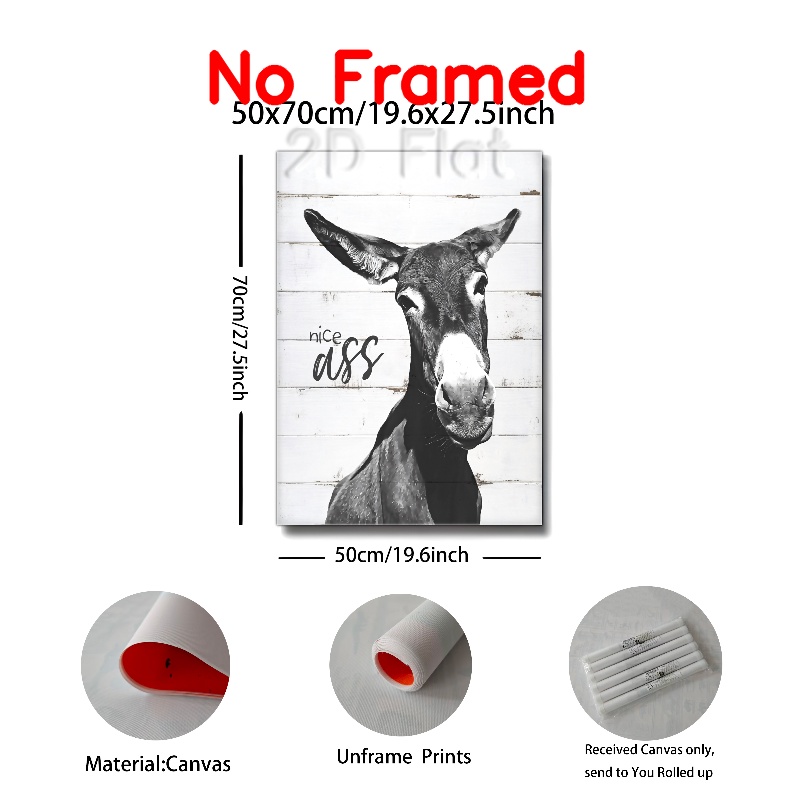 No Framed
50x70cm/19.6x27.5inch
2D Flat
70cm/27.5inch
nice
ass
50cm/19.6inch
Material:Canvas
Unframe Prints
Received Canvas only,
send to You Rolled up